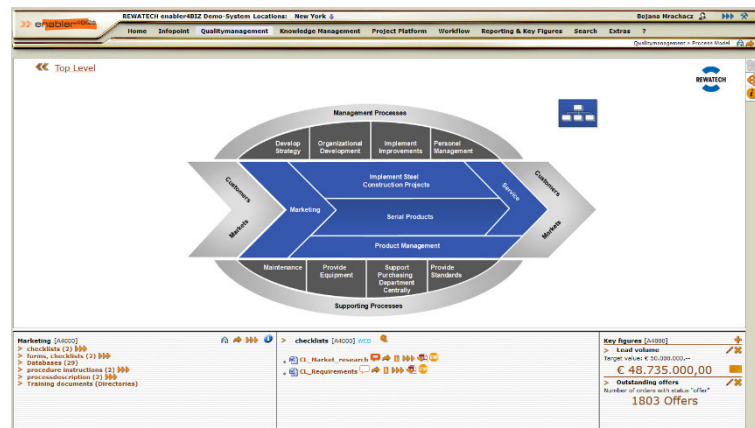 enabler4BIZ
REWATECH enabler4BIZ Demo-System Locations: New York
Bojana Hrachacz
Home Infopoint Qualitymanagement Knowledge Management Project Platform Workflow Reporting & Key Figures Search Extras ?
Qualitymanagement > Process Model
Top Level
REWATECH
Management Processes
Develop Strategy
Organizational Development
Implement Improvements
Personal Management
Customers
Markets
Marketing
Implement Steel Construction Projects
Serial Products
Product Management
Service
Customers
Markets
Maintenance
Provide Equipment
Support Purchasing Department Centrally
Provide Standards
Supporting Processes
Marketing [A4000]
> checklists (2)
> forms, checklists (2)
> Databases (29)
> procedure instructions (2)
> processdescription (2)
> Training documents (Directories)
> checklists [A4000] WEB
CL_Market_research
CL_Requirements
Key figures [A4000]
> Lead volume
Target value: € 50.000.000,--
€ 48.735.000,00
> Outstanding offers
Number of orders with status "offer"
1803 Offers